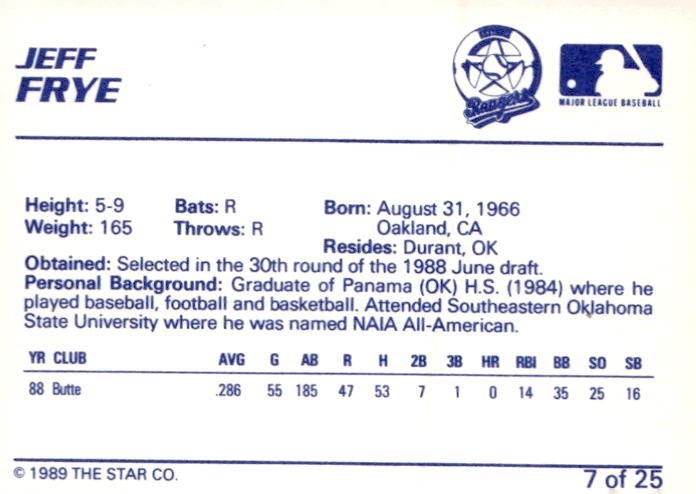 JEFF
FRYE
Rangers
MAJOR LEAGUE BASEBALL
Height: 5-9 Bats: R Born: August 31, 1966
Weight: 165 Throws: R Oakland, CA
Resides: Durant, OK
Obtained: Selected in the 30th round of the 1988 June draft.
Personal Background: Graduate of Panama (OK) H.S. (1984) where he
played baseball, football and basketball. Attended Southeastern Oklahoma
State University where he was named NAIA All-American.
YR CLUB AVG G AB R H 2B 3B HR RBI BB SO SB
88 Butte .286 55 185 47 53 7 1 0 14 35 25 16
© 1989 THE STAR CO. 7 of 25